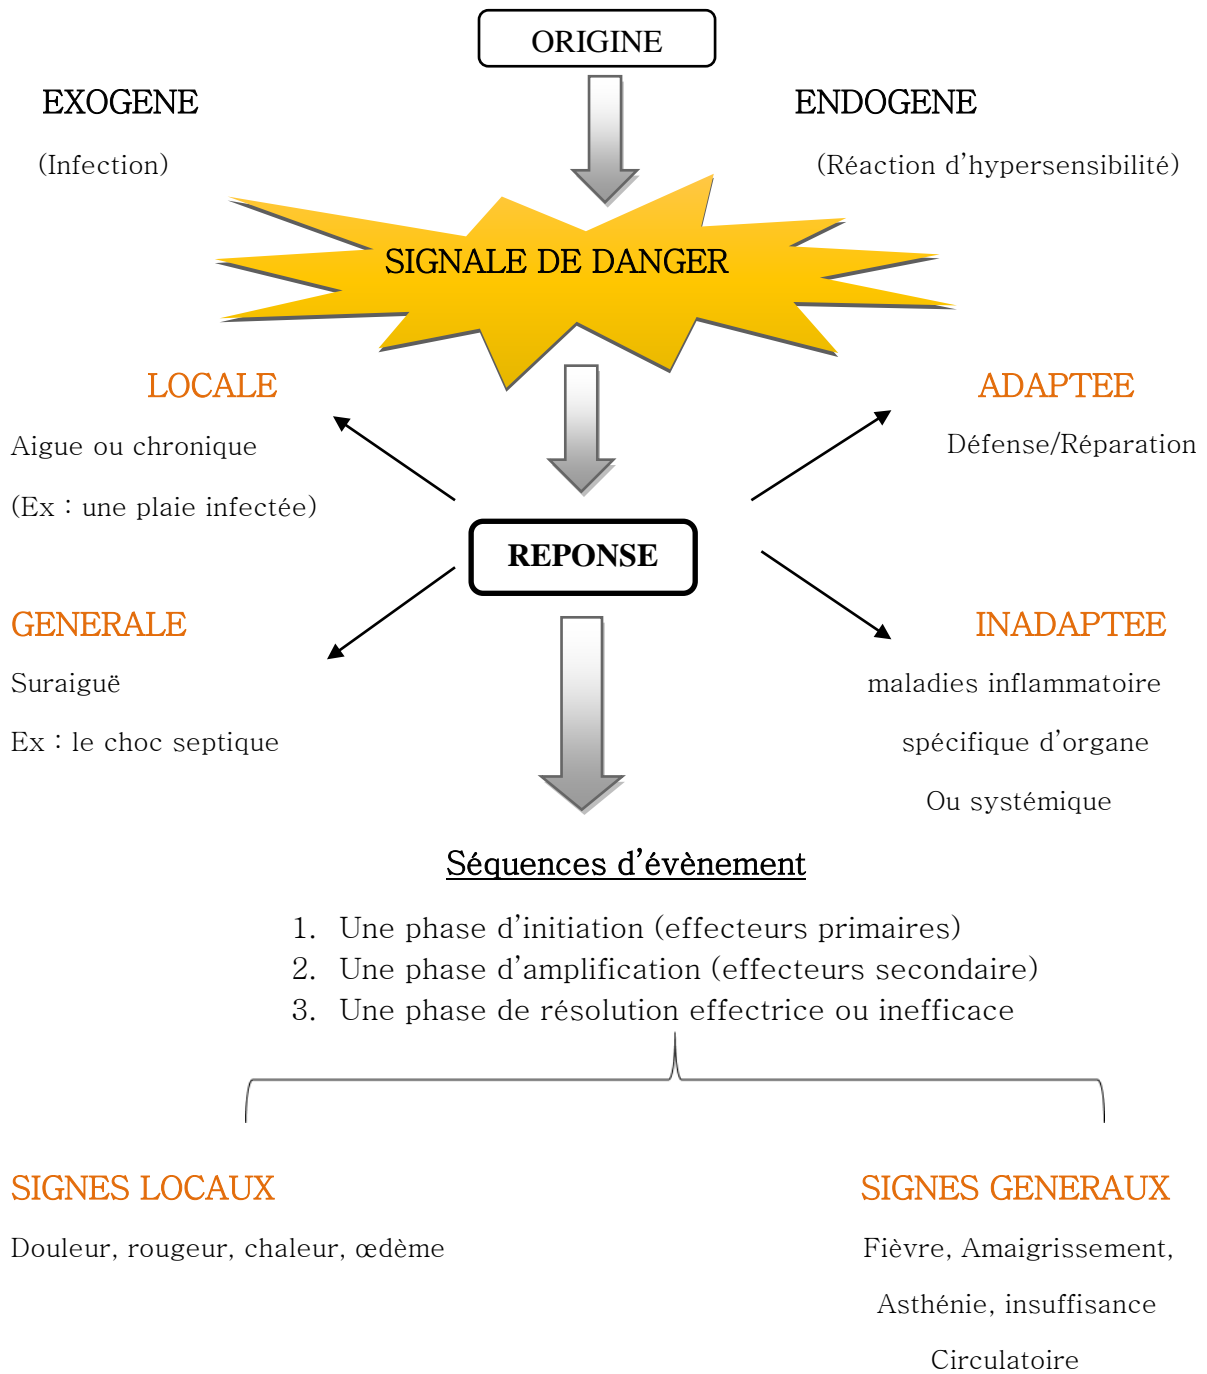 ORIGINE
EXOGENE
ENDOGENE
(Infection)
(Réaction d’hypersensibilité)
SIGNALE DE DANGER
LOCALE
ADAPTEE
Aigue ou chronique
Défense/Réparation
(Ex : une plaie infectée)
REPONSE
GENERALE
INADAPTEE
Suraiguë
maladies inflammatoire
Ex : le choc septique
spécifique d’organe
Ou systémique
Séquences d’évènement
1. Une phase d’initiation (effecteurs primaires)
2. Une phase d’amplification (effecteurs secondaire)
3. Une phase de résolution effectrice ou inefficace
SIGNES LOCAUX
SIGNES GENERAUX
Douleur, rougeur, chaleur, œdème
Fièvre, Amaigrissement,
Asthénie, insuffisance
Circulatoire